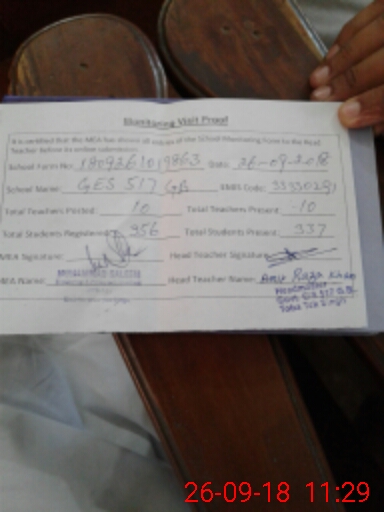 Monitoring Visit Proof
It is certified that the MEA has shown all entries of the School Monitoring Form to the Head
Teacher before its online submission.
School Form No: 1809261019863 Date: 26-09-2018
School Name: GES 517 GB EMIS Code: 33330291
Total Teachers Posted: 10 Total Teachers Present: 10
Total Students Registered: 356 Total Students Present: 337
MEA Signature: Head Teacher Signature:
MEA Name: Head Teacher Name: Amir Raza Khan
Headmaster
26-09-18 11:29